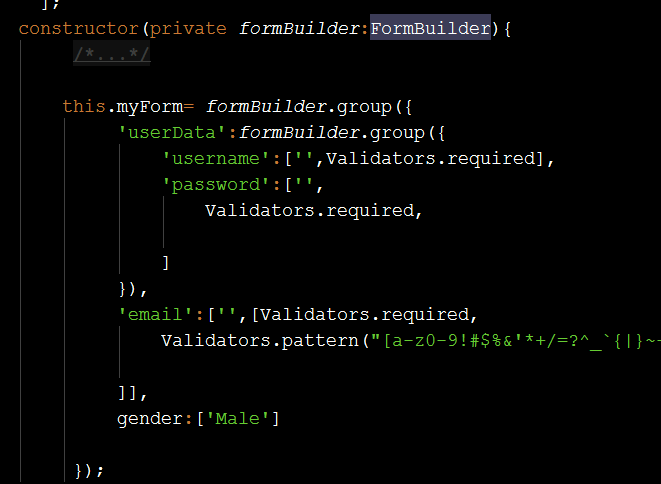 ];
constructor(private formBuilder:FormBuilder){
/*...*/
this.myForm= formBuilder.group({
'userData':formBuilder.group({
'username':['',Validators.required],
'password':['',
Validators.required,
]
}),
'email':['',[Validators.required,
Validators.pattern("[a-z0-9!#$%&'*+/=?^_`{|}~-
]],
gender:['Male']
});